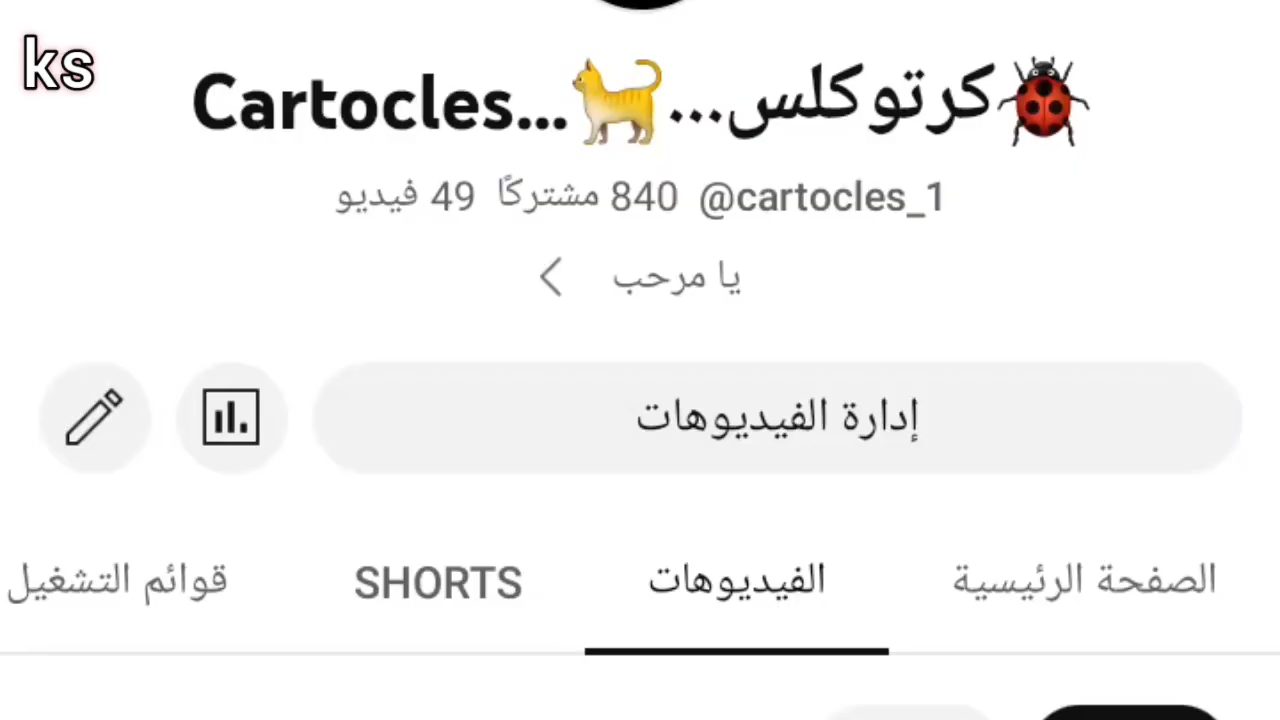 ks
🐞كرتوكلس...🐈...Cartocles
@cartocles_1 840 مشتركًا 49 فيديو
يا مرحب
إدارة الفيديوهات
الصفحة الرئيسية الفيديوهات SHORTS قوائم التشغيل